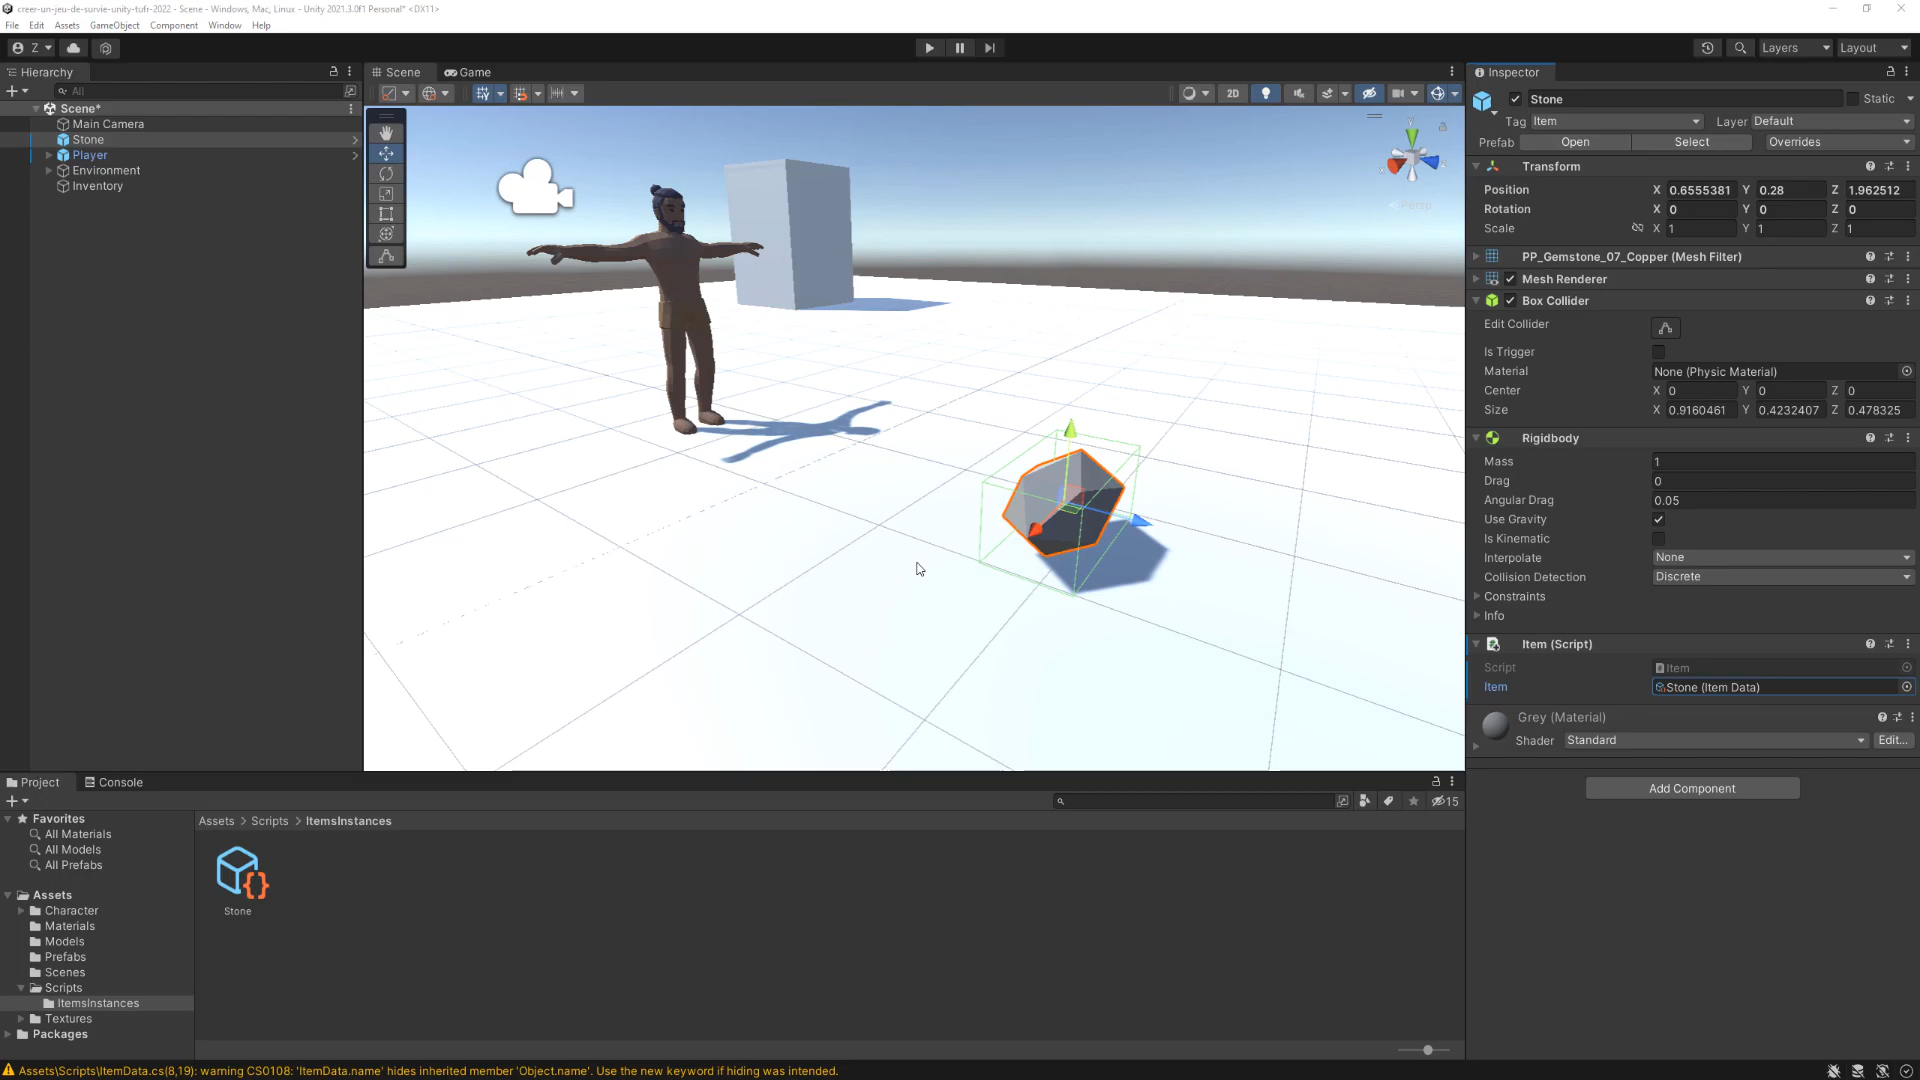 creer-un-jeu-de-survie-unity-tufr-2022 - Scene - Windows, Mac, Linux - Unity 2021.3.0f1 Personal* <DX11>
File Edit Assets GameObject Component Window Help
Z Layers Layout
Hierarchy
All
Scene*
Main Camera
Stone
Player
Environment
Inventory
Scene Game
2D
y
x
Persp
Inspector
Stone Static
Tag Item Layer Default
Prefab Open Select Overrides
Transform
Position X 0.6555381 Y 0.28 Z 1.962512
Rotation X 0 Y 0 Z 0
Scale X 1 Y 1 Z 1
PP_Gemstone_07_Copper (Mesh Filter)
Mesh Renderer
Box Collider
Edit Collider
Is Trigger
Material None (Physic Material)
Center X 0 Y 0 Z 0
Size X 0.9160461 Y 0.4232407 Z 0.478325
Rigidbody
Mass 1
Drag 0
Angular Drag 0.05
Use Gravity
Is Kinematic
Interpolate None
Collision Detection Discrete
Constraints
Info
Item (Script)
Script Item
Item Stone (Item Data)
Grey (Material)
Shader Standard Edit...
Add Component
Project Console
15
Favorites
All Materials
All Models
All Prefabs
Assets
Character
Materials
Models
Prefabs
Scenes
Scripts
ItemsInstances
Textures
Packages
Assets > Scripts > ItemsInstances
Stone
Assets\Scripts\ItemData.cs(8,19): warning CS0108: 'ItemData.name' hides inherited member 'Object.name'. Use the new keyword if hiding was intended.